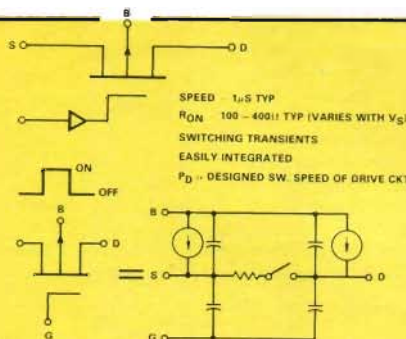 B
S
D
SPEED – 1μS TYP
RON – 100 – 400Ω TYP (VARIES WITH VS)
SWITCHING TRANSIENTS
EASILY INTEGRATED
PD ∝ DESIGNED SW. SPEED OF DRIVE CKT
ON
OFF
B
D
G
=
B
S
D
G